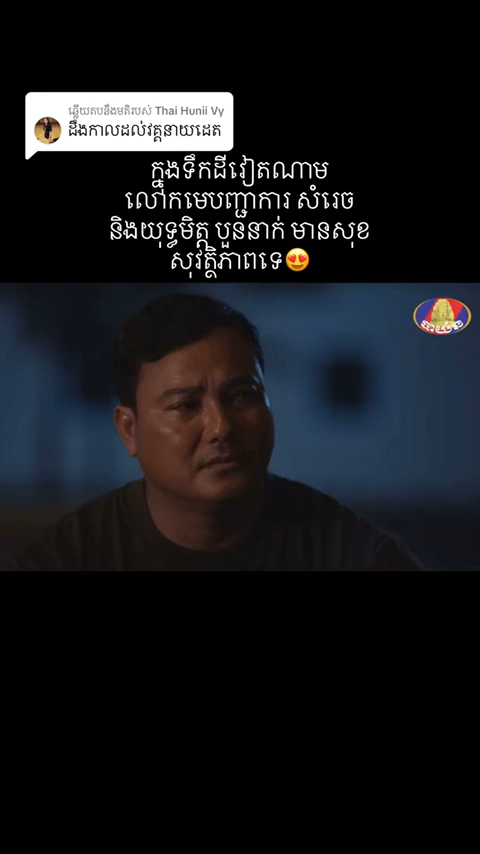 ឆ្លើយតបនឹងមតិរបស់ Thai Hunii Vy
ដឹងកាលដល់វគ្គនាយដេត
ក្នុងទឹកដីវៀតណាម
លោកមេបញ្ជាការ សំរេច
និងយុទ្ធមិត្ត បួននាក់ មានសុខ
សុវត្ថិភាពទេ😍
បាយ័ន